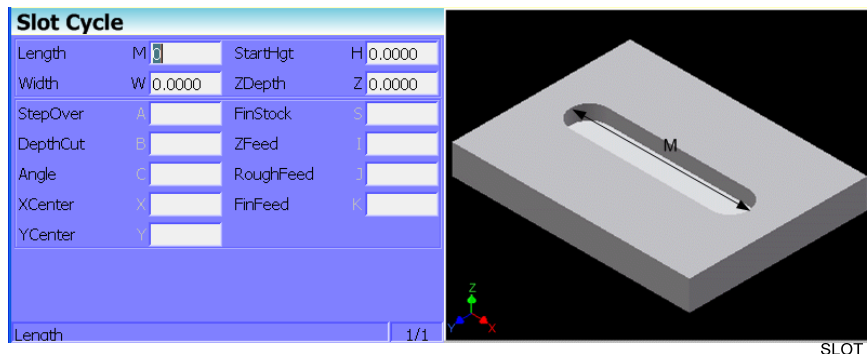 Slot Cycle
Length M 0 StartHgt H 0.0000
Width W 0.0000 ZDepth Z 0.0000
StepOver A FinStock S
DepthCut B ZFeed I
Angle C RoughFeed J
XCenter X FinFeed K
YCenter Y
Length 1/1
M
Z
Y X
SLOT